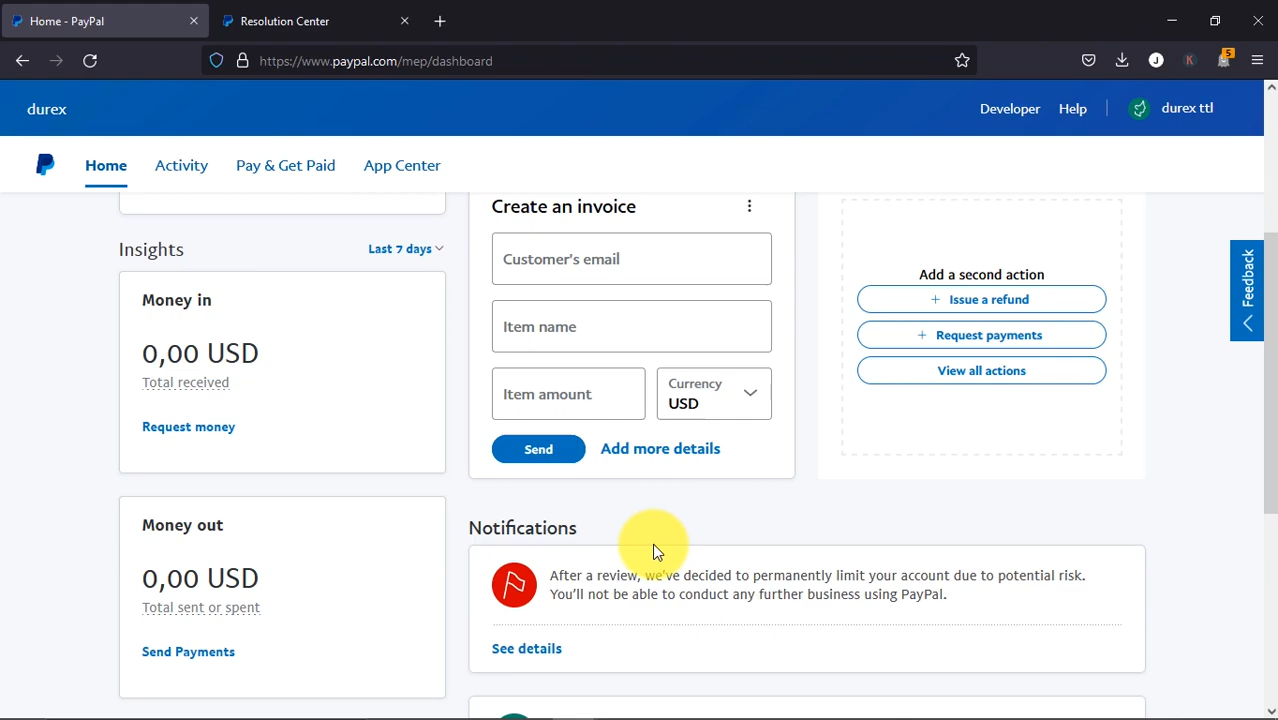 Home - PayPal
Resolution Center
https://www.paypal.com/mep/dashboard
J
K
5
durex
Developer
Help
durex ttl
Home
Activity
Pay & Get Paid
App Center
Insights
Last 7 days
Money in
0,00 USD
Total received
Request money
Money out
0,00 USD
Total sent or spent
Send Payments
Create an invoice
Customer's email
Item name
Item amount
Currency
USD
Send
Add more details
Add a second action
+ Issue a refund
+ Request payments
View all actions
Notifications
After a review, we've decided to permanently limit your account due to potential risk.
You'll not be able to conduct any further business using PayPal.
See details
Feedback